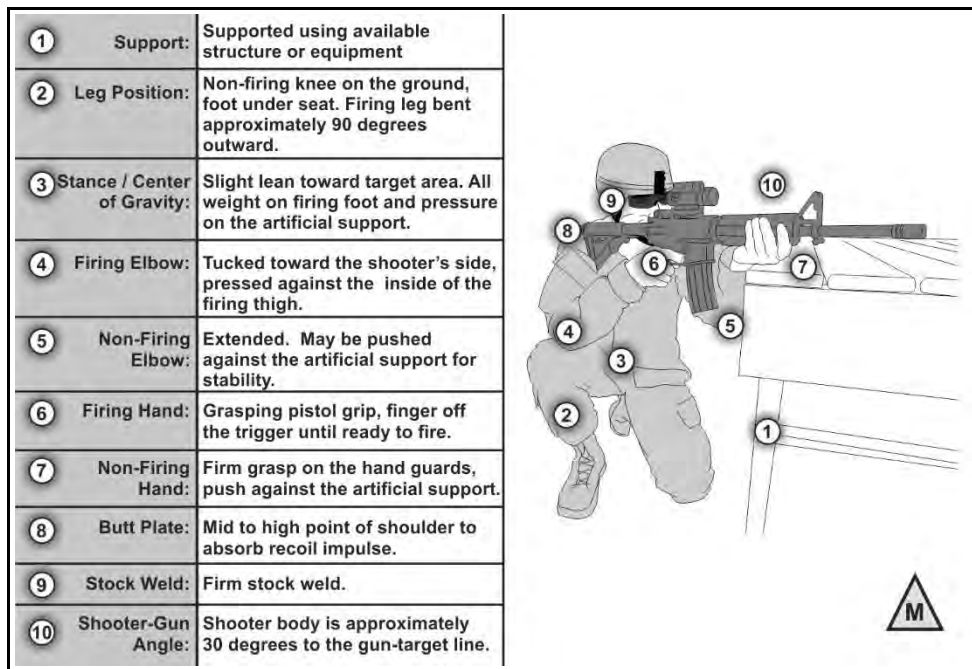 1 Support: Supported using available
structure or equipment
2 Leg Position: Non-firing knee on the ground,
foot under seat. Firing leg bent
approximately 90 degrees
outward.
3 Stance / Center
of Gravity: Slight lean toward target area. All
weight on firing foot and pressure
on the artificial support.
4 Firing Elbow: Tucked toward the shooter's side,
pressed against the inside of the
firing thigh.
5 Non-Firing
Elbow: Extended. May be pushed
against the artificial support for
stability.
6 Firing Hand: Grasping pistol grip, finger off
the trigger until ready to fire.
7 Non-Firing
Hand: Firm grasp on the hand guards,
push against the artificial support.
8 Butt Plate: Mid to high point of shoulder to
absorb recoil impulse.
9 Stock Weld: Firm stock weld.
10 Shooter-Gun
Angle: Shooter body is approximately
30 degrees to the gun-target line.
10
9
8
6
7
5
4
3
2
1
M